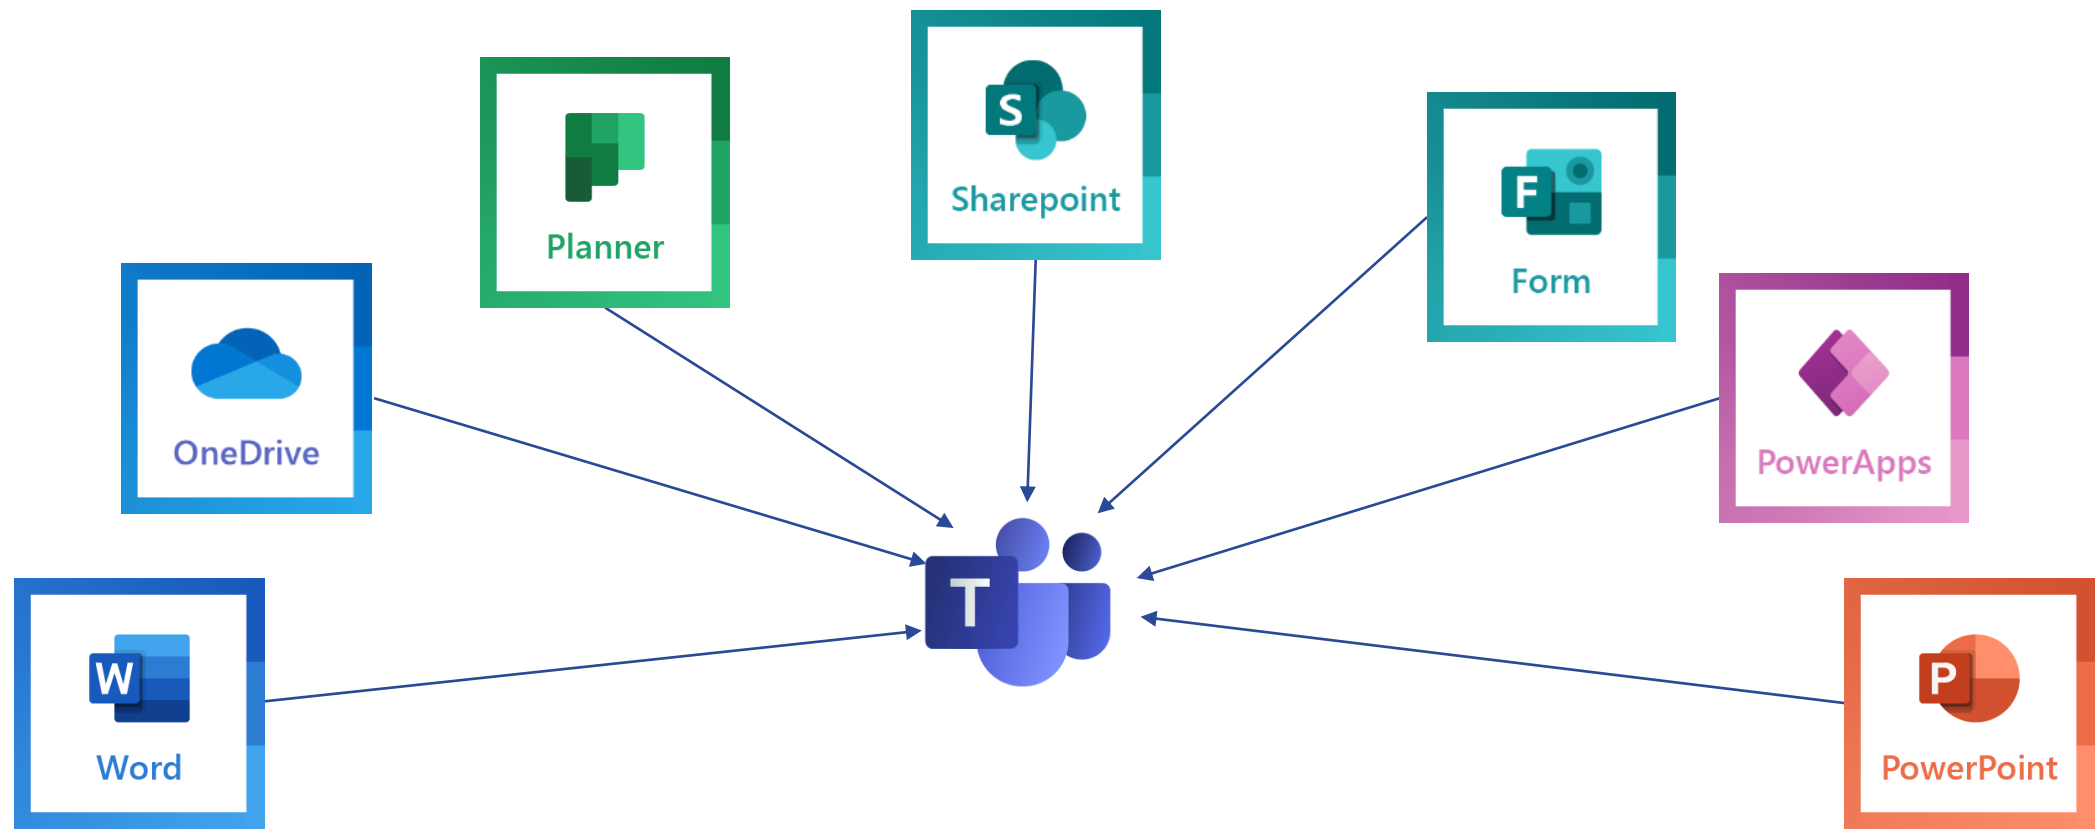 S
Sharepoint
Planner
F
Form
OneDrive
PowerApps
T
W
Word
P
PowerPoint